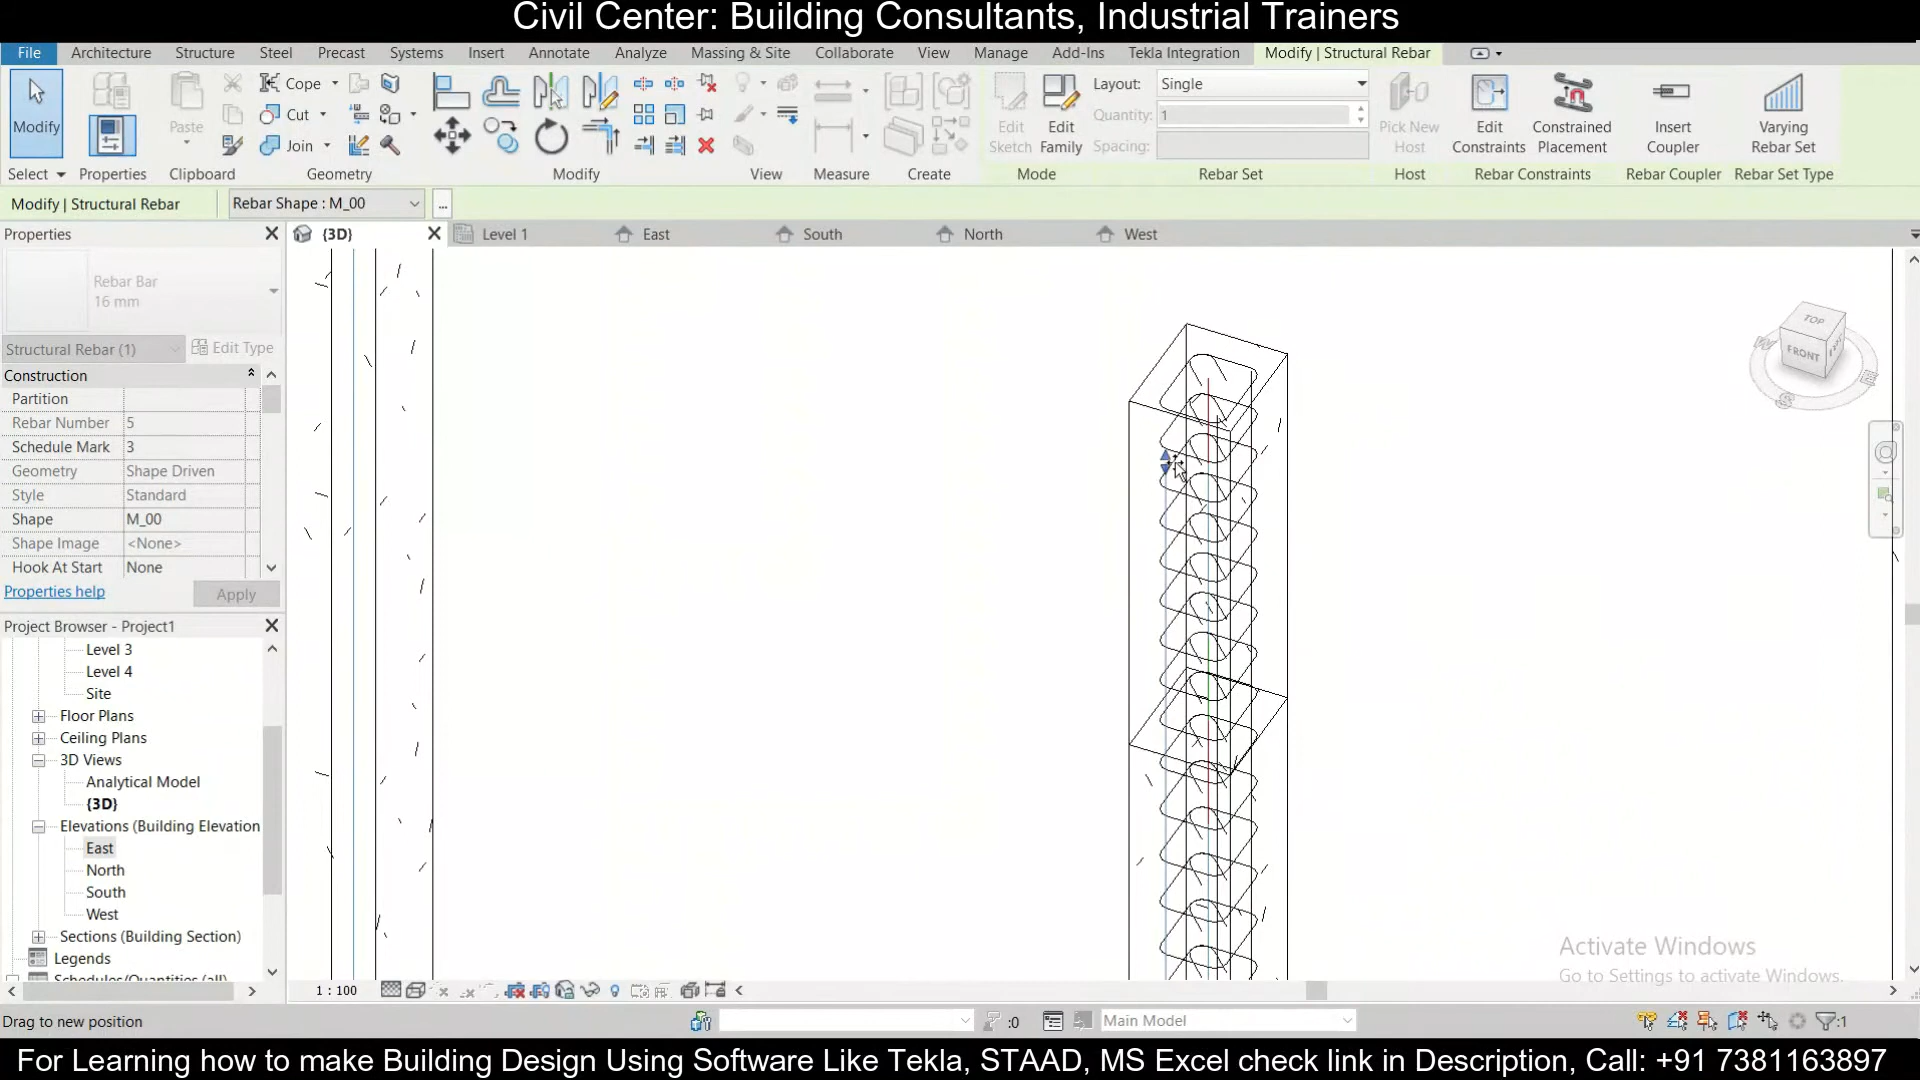 Civil Center: Building Consultants, Industrial Trainers
File Architecture Structure Steel Precast Systems Insert Annotate Analyze Massing & Site Collaborate View Manage Add-Ins Tekla Integration Modify | Structural Rebar
Modify
Paste
Cope
Cut
Join
Edit Sketch
Edit Family
Layout: Single
Quantity: 1
Spacing:
Pick New Host
Edit Constraints
Constrained Placement
Insert Coupler
Varying Rebar Set
Select Properties Clipboard Geometry Modify View Measure Create Mode Rebar Set Host Rebar Constraints Rebar Coupler Rebar Set Type
Modify | Structural Rebar Rebar Shape : M_00 ...
Properties
{3D} Level 1 East South North West
Rebar Bar
16 mm
Structural Rebar (1) Edit Type
Construction
Partition
Rebar Number 5
Schedule Mark 3
Geometry Shape Driven
Style Standard
Shape M_00
Shape Image <None>
Hook At Start None
Properties help Apply
Project Browser - Project1
Level 3
Level 4
Site
Floor Plans
Ceiling Plans
3D Views
Analytical Model
{3D}
Elevations (Building Elevation
East
North
South
West
Sections (Building Section)
Legends
Schedules/Quantities (all)
TOP
FRONT
W
S
E
Activate Windows
Go to Settings to activate Windows.
1 : 100
Drag to new position :0 Main Model :1
For Learning how to make Building Design Using Software Like Tekla, STAAD, MS Excel check link in Description, Call: +91 7381163897